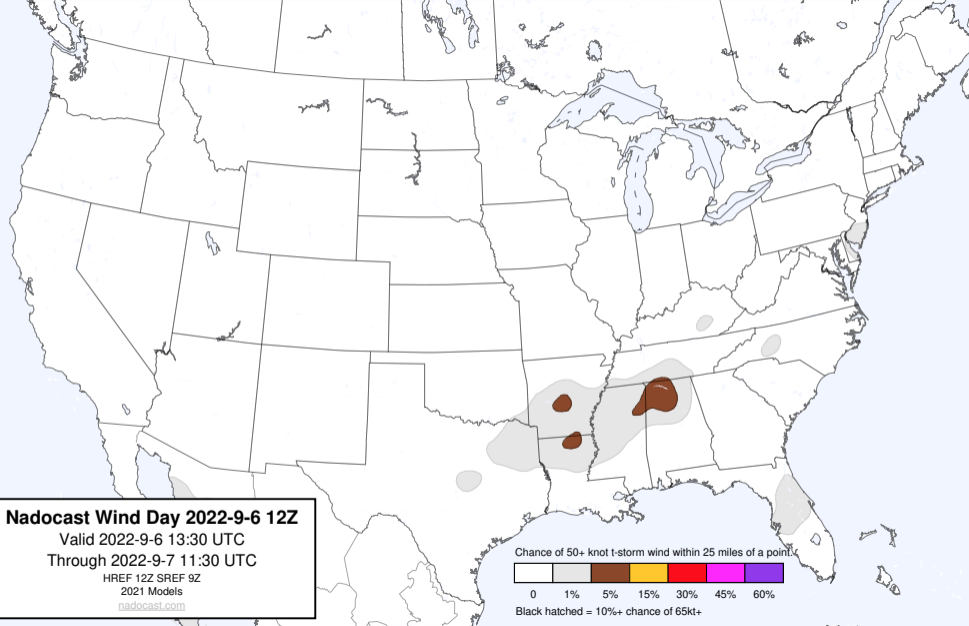 Nadocast Wind Day 2022-9-6 12Z
Valid 2022-9-6 13:30 UTC
Through 2022-9-7 11:30 UTC
HREF 12Z SREF 9Z
2021 Models
nadocast.com
Chance of 50+ knot t-storm wind within 25 miles of a point.
0 1% 5% 15% 30% 45% 60%
Black hatched = 10%+ chance of 65kt+